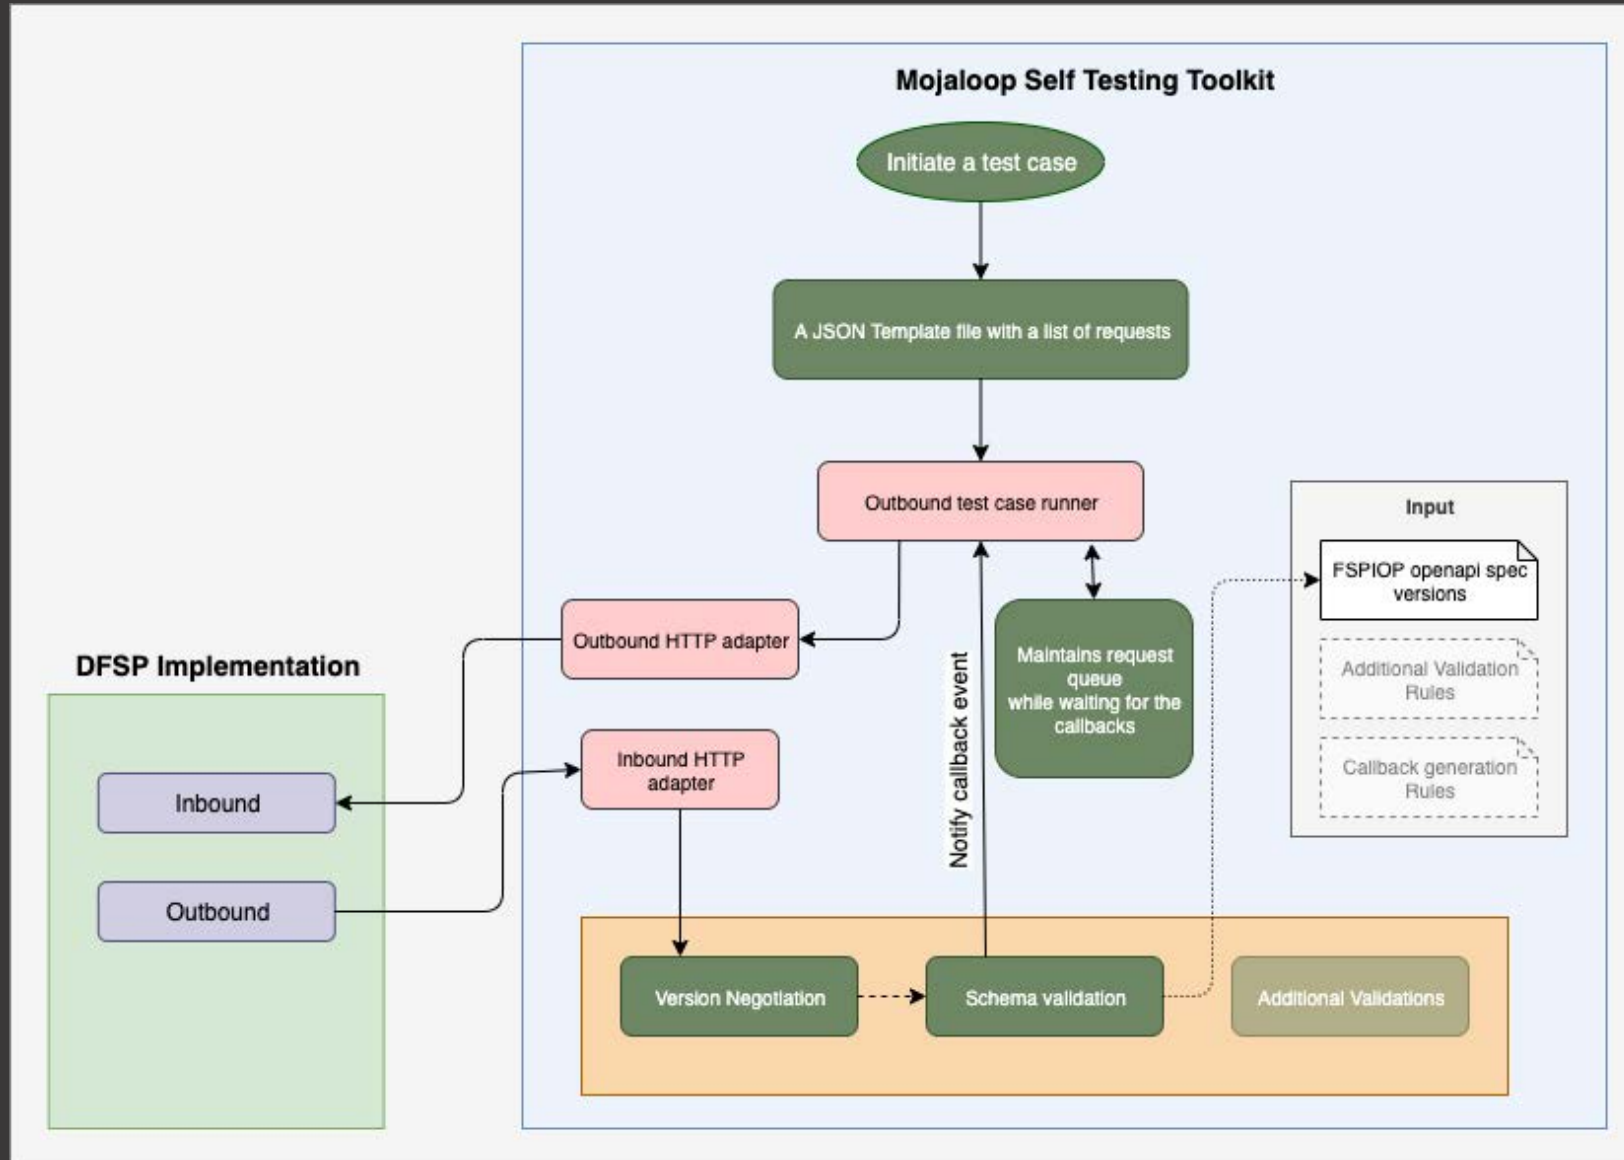 Mojaloop Self Testing Toolkit
Initiate a test case
A JSON Template file with a list of requests
Outbound test case runner
Input
FSPIOP openapi spec
versions
Additional Validation
Rules
Callback generation
Rules
Outbound HTTP adapter
Maintains request
queue
while waiting for the
callbacks
Notify callback event
DFSP Implementation
Inbound
Outbound
Inbound HTTP
adapter
Version Negotiation
Schema validation
Additional Validations